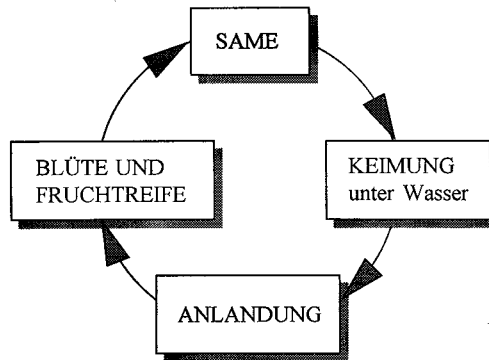 SAME
KEIMUNG
unter Wasser
ANLANDUNG
BLÜTE UND
FRUCHTREIFE